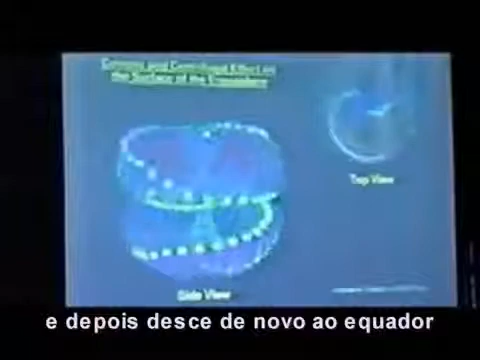 Coriolis and Centrifugal Effect on
the Surface of the Crossflow
Top View
Side View
e depois desce de novo ao equador